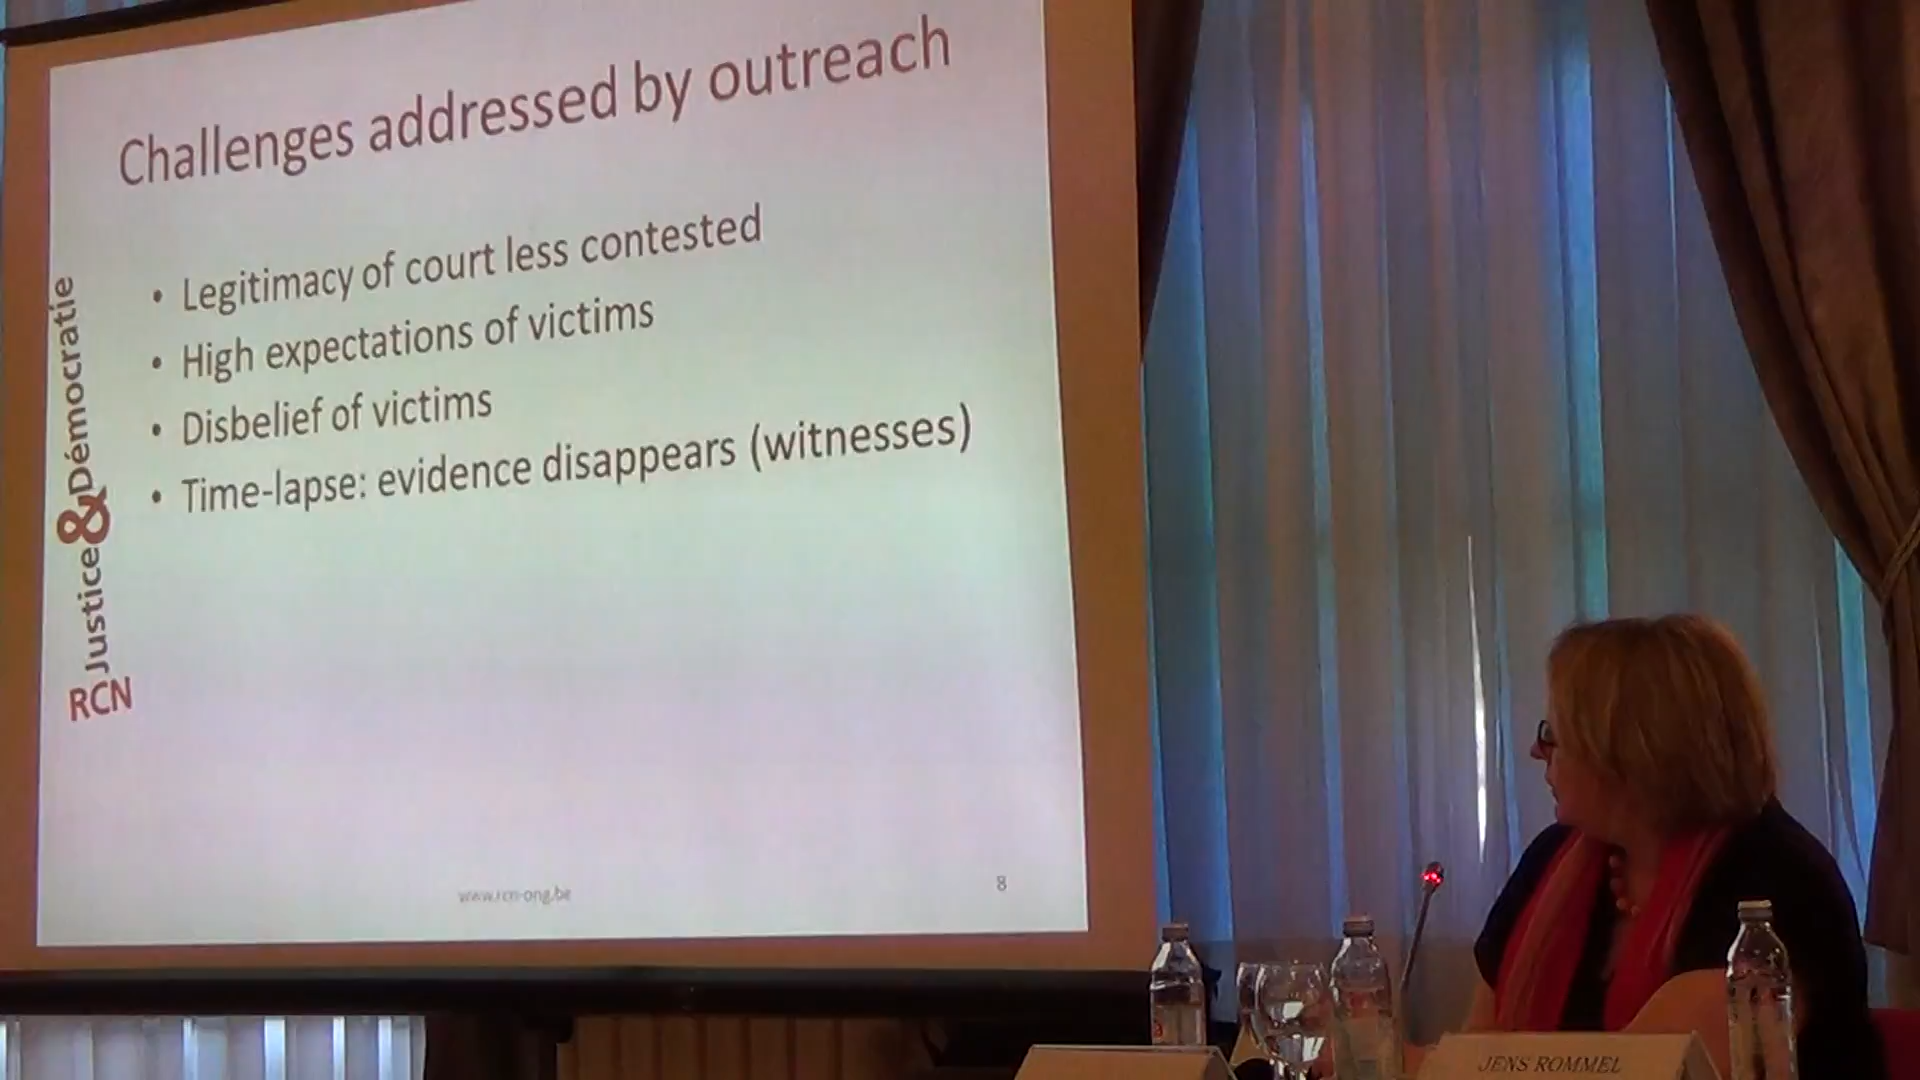 Challenges addressed by outreach
• Legitimacy of court less contested
• High expectations of victims
• Disbelief of victims
• Time-lapse: evidence disappears (witnesses)
RCN Justice & Démocratie
www.rcn-ong.be
8
JENS ROMMEL